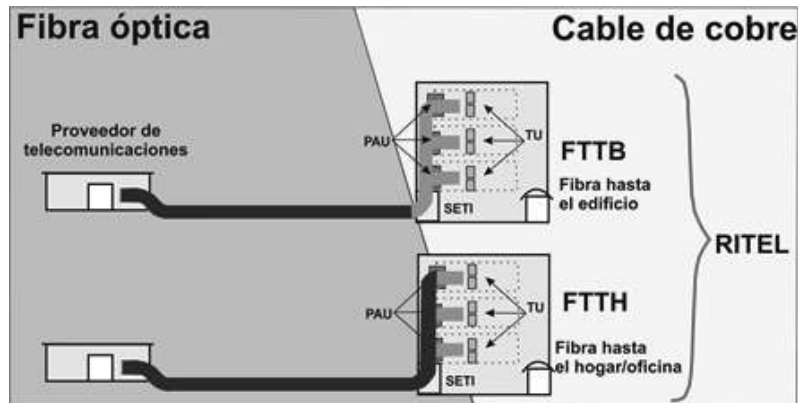 Fibra óptica
Cable de cobre
Proveedor de
telecomunicaciones
PAU
TU
FTTB
Fibra hasta
el edificio
SETI
RITEL
PAU
TU
FTTH
Fibra hasta
el hogar/oficina
SETI